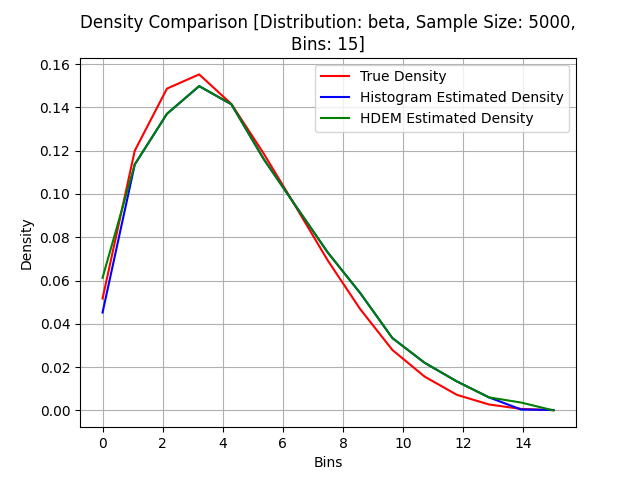 Density Comparison [Distribution: beta, Sample Size: 5000,
Bins: 15]
True Density
Histogram Estimated Density
HDEM Estimated Density
Density
0.16
0.14
0.12
0.10
0.08
0.06
0.04
0.02
0.00
0 2 4 6 8 10 12 14
Bins